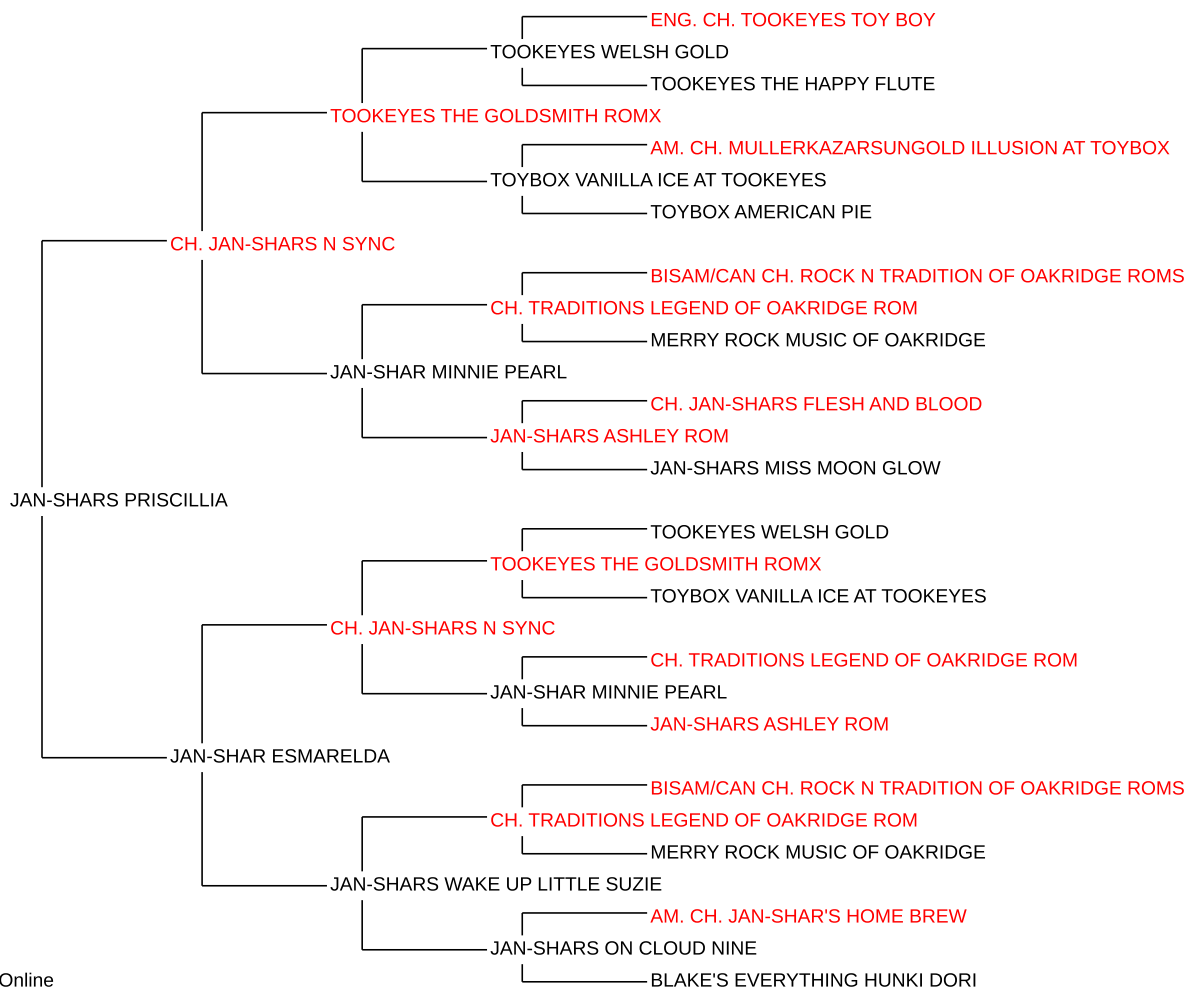 ENG. CH. TOOKEYES TOY BOY
TOOKEYES WELSH GOLD
TOOKEYES THE HAPPY FLUTE
TOOKEYES THE GOLDSMITH ROMX
AM. CH. MULLERKAZARSUNGOLD ILLUSION AT TOYBOX
TOYBOX VANILLA ICE AT TOOKEYES
TOYBOX AMERICAN PIE
CH. JAN-SHARS N SYNC
BISAM/CAN CH. ROCK N TRADITION OF OAKRIDGE ROMS
CH. TRADITIONS LEGEND OF OAKRIDGE ROM
MERRY ROCK MUSIC OF OAKRIDGE
JAN-SHAR MINNIE PEARL
CH. JAN-SHARS FLESH AND BLOOD
JAN-SHARS ASHLEY ROM
JAN-SHARS MISS MOON GLOW
JAN-SHARS PRISCILLIA
TOOKEYES WELSH GOLD
TOOKEYES THE GOLDSMITH ROMX
TOYBOX VANILLA ICE AT TOOKEYES
CH. JAN-SHARS N SYNC
CH. TRADITIONS LEGEND OF OAKRIDGE ROM
JAN-SHAR MINNIE PEARL
JAN-SHARS ASHLEY ROM
JAN-SHAR ESMARELDA
BISAM/CAN CH. ROCK N TRADITION OF OAKRIDGE ROMS
CH. TRADITIONS LEGEND OF OAKRIDGE ROM
MERRY ROCK MUSIC OF OAKRIDGE
JAN-SHARS WAKE UP LITTLE SUZIE
AM. CH. JAN-SHAR'S HOME BREW
JAN-SHARS ON CLOUD NINE
BLAKE'S EVERYTHING HUNKI DORI
Online